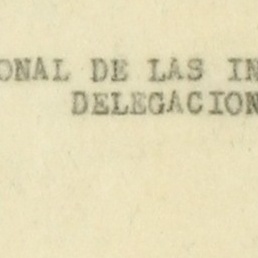 ONAL DE LAS IN
DELEGACION